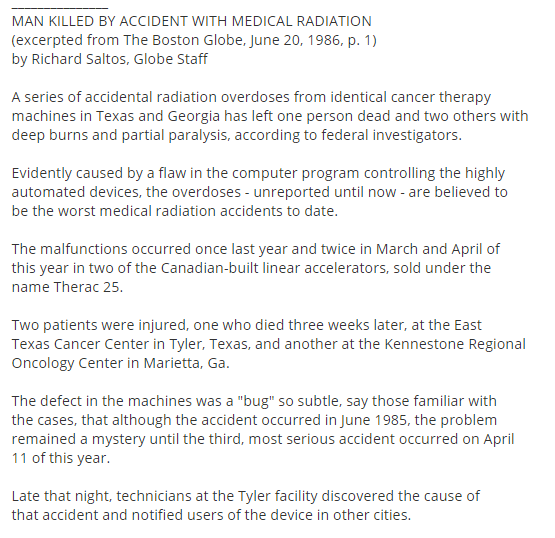 _______________
MAN KILLED BY ACCIDENT WITH MEDICAL RADIATION
(excerpted from The Boston Globe, June 20, 1986, p. 1)
by Richard Saltos, Globe Staff

A series of accidental radiation overdoses from identical cancer therapy
machines in Texas and Georgia has left one person dead and two others with
deep burns and partial paralysis, according to federal investigators.

Evidently caused by a flaw in the computer program controlling the highly
automated devices, the overdoses - unreported until now - are believed to
be the worst medical radiation accidents to date.

The malfunctions occurred once last year and twice in March and April of
this year in two of the Canadian-built linear accelerators, sold under the
name Therac 25.

Two patients were injured, one who died three weeks later, at the East
Texas Cancer Center in Tyler, Texas, and another at the Kennestone Regional
Oncology Center in Marietta, Ga.

The defect in the machines was a "bug" so subtle, say those familiar with
the cases, that although the accident occurred in June 1985, the problem
remained a mystery until the third, most serious accident occurred on April
11 of this year.

Late that night, technicians at the Tyler facility discovered the cause of
that accident and notified users of the device in other cities.